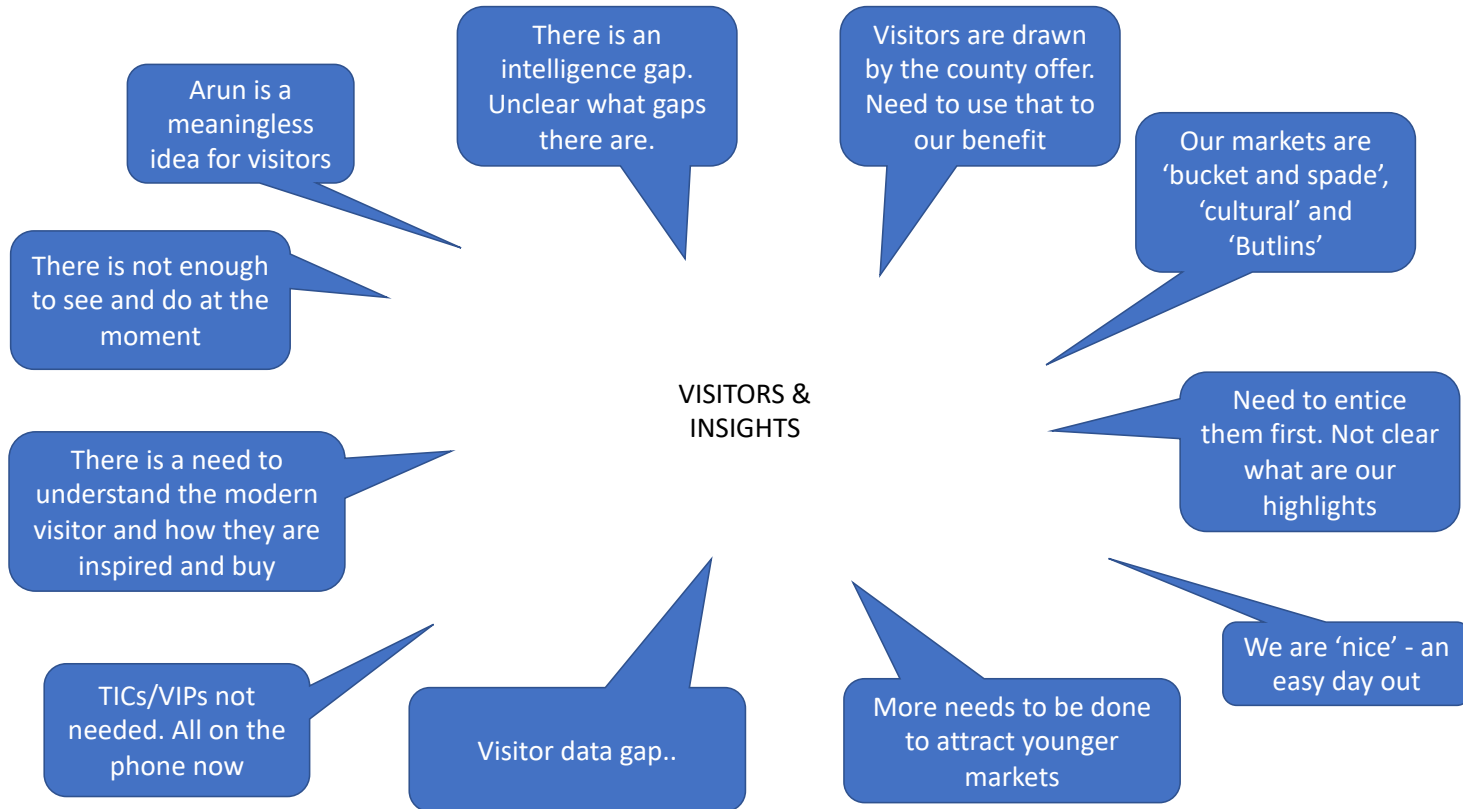 There is an
intelligence gap.
Unclear what gaps
there are.
Visitors are drawn
by the county offer.
Need to use that to
our benefit
Arun is a
meaningless
idea for visitors
Our markets are
‘bucket and spade’,
‘cultural’ and
‘Butlins’
There is not enough
to see and do at the
moment
VISITORS &
INSIGHTS
Need to entice
them first. Not clear
what are our
highlights
There is a need to
understand the modern
visitor and how they are
inspired and buy
We are ‘nice’ - an
easy day out
TICs/VIPs not
needed. All on the
phone now
Visitor data gap..
More needs to be done
to attract younger
markets